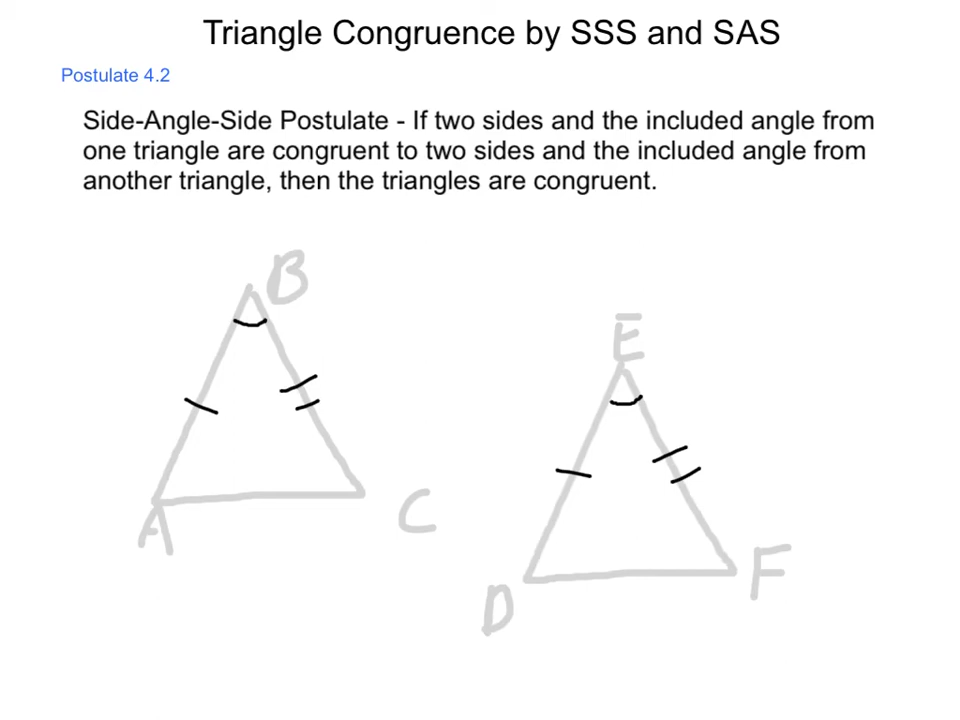 Triangle Congruence by SSS and SAS
Postulate 4.2
Side-Angle-Side Postulate - If two sides and the included angle from
one triangle are congruent to two sides and the included angle from
another triangle, then the triangles are congruent.
B
E
A
C
D
F